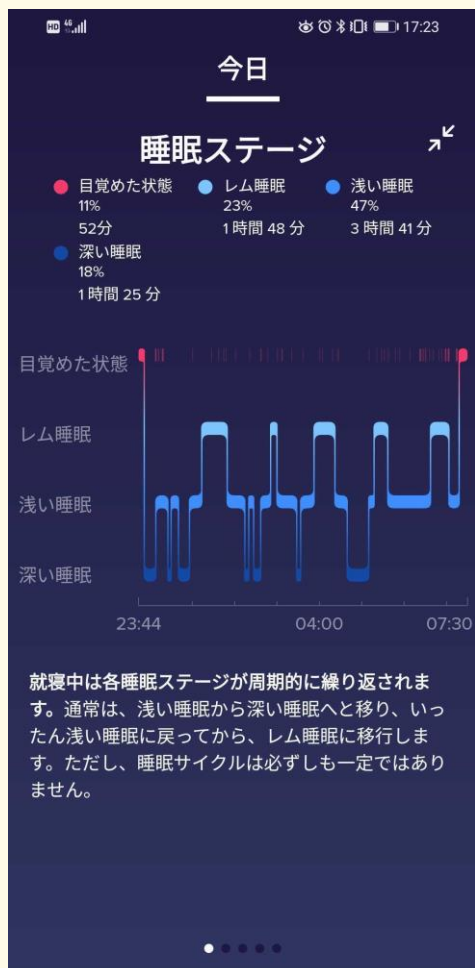 HD 4G 17:23
今日
睡眠ステージ
目覚めた状態
11%
52分
レム睡眠
23%
1時間 48 分
浅い睡眠
47%
3 時間 41 分
深い睡眠
18%
1 時間 25 分
目覚めた状態
レム睡眠
浅い睡眠
深い睡眠
23:44 04:00 07:30
就寝中は各睡眠ステージが周期的に繰り返されま
す。通常は、浅い睡眠から深い睡眠へと移り、いっ
たん浅い睡眠に戻ってから、レム睡眠に移行しま
す。ただし、睡眠サイクルは必ずしも一定ではあり
ません。